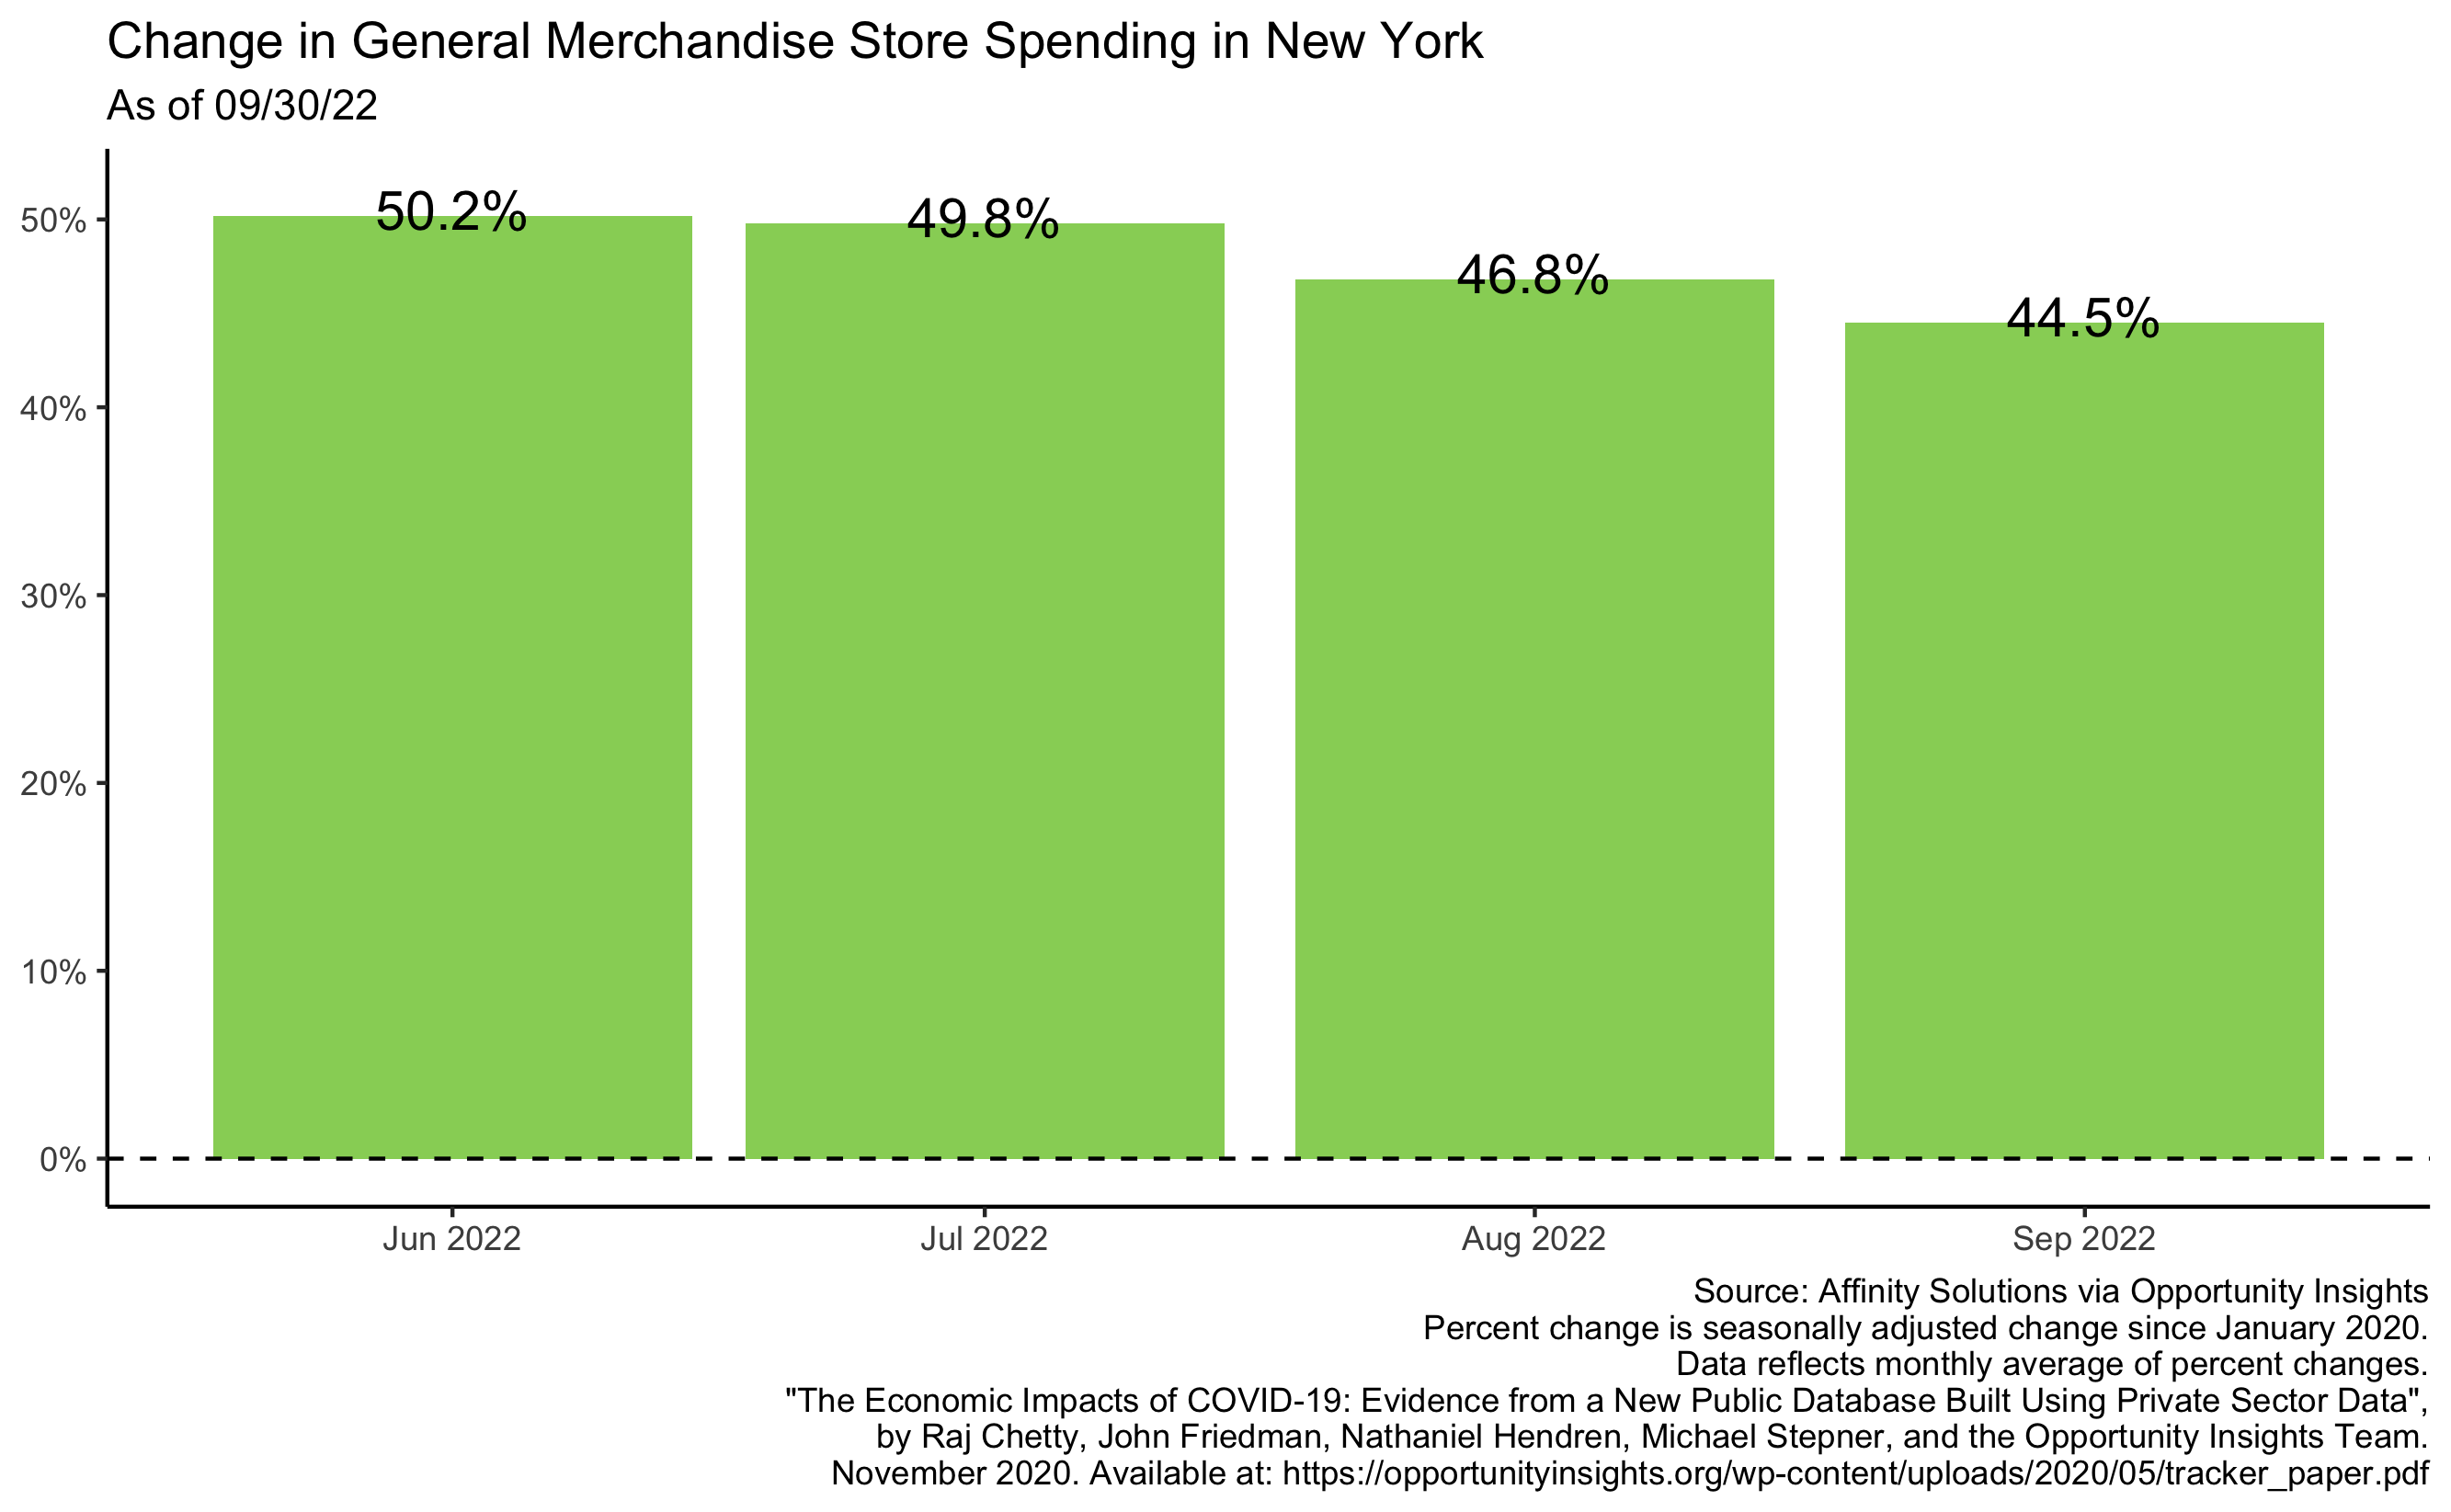 Change in General Merchandise Store Spending in New York
As of 09/30/22
50.2%
49.8%
46.8%
44.5%
50%
40%
30%
20%
10%
0%
Jun 2022
Jul 2022
Aug 2022
Sep 2022
Source: Affinity Solutions via Opportunity Insights
Percent change is seasonally adjusted change since January 2020.
Data reflects monthly average of percent changes.
"The Economic Impacts of COVID-19: Evidence from a New Public Database Built Using Private Sector Data",
by Raj Chetty, John Friedman, Nathaniel Hendren, Michael Stepner, and the Opportunity Insights Team.
November 2020. Available at: https://opportunityinsights.org/wp-content/uploads/2020/05/tracker_paper.pdf